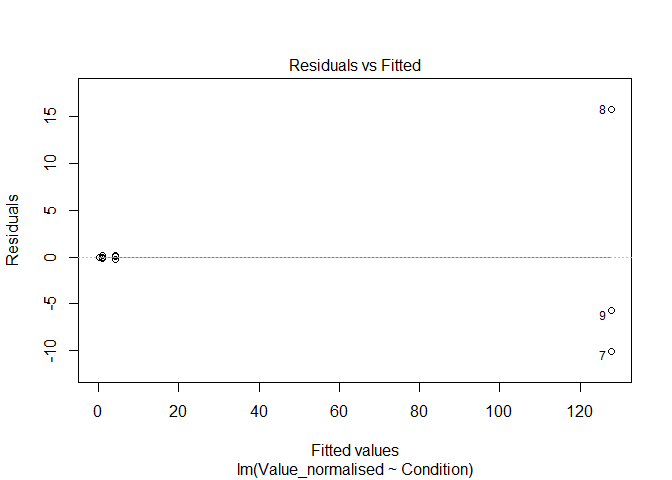 Residuals vs Fitted
Residuals
15
10
5
0
-5
-10
8
9
7
0 20 40 60 80 100 120
Fitted values
lm(Value_normalised ~ Condition)